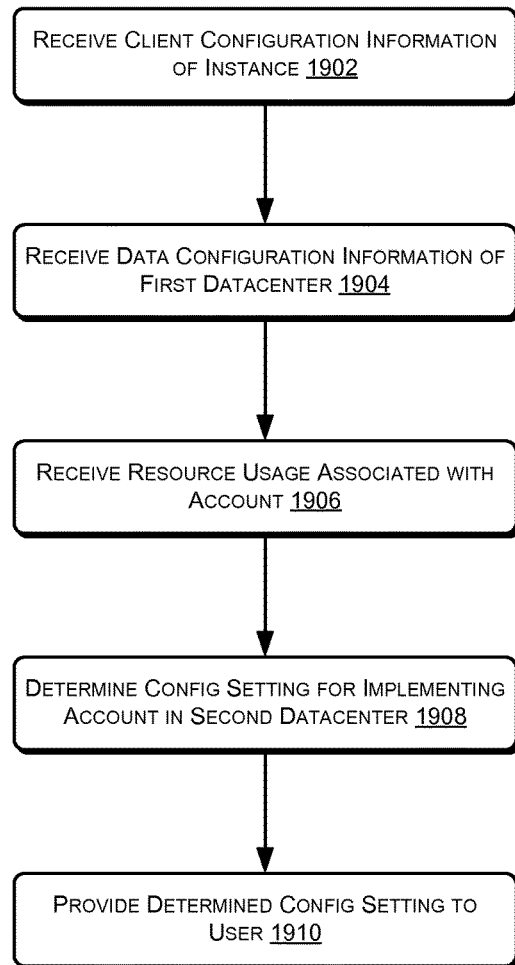 RECEIVE CLIENT CONFIGURATION INFORMATION
OF INSTANCE 1902
RECEIVE DATA CONFIGURATION INFORMATION OF
FIRST DATACENTER 1904
RECEIVE RESOURCE USAGE ASSOCIATED WITH
ACCOUNT 1906
DETERMINE CONFIG SETTING FOR IMPLEMENTING
ACCOUNT IN SECOND DATACENTER 1908
PROVIDE DETERMINED CONFIG SETTING TO
USER 1910